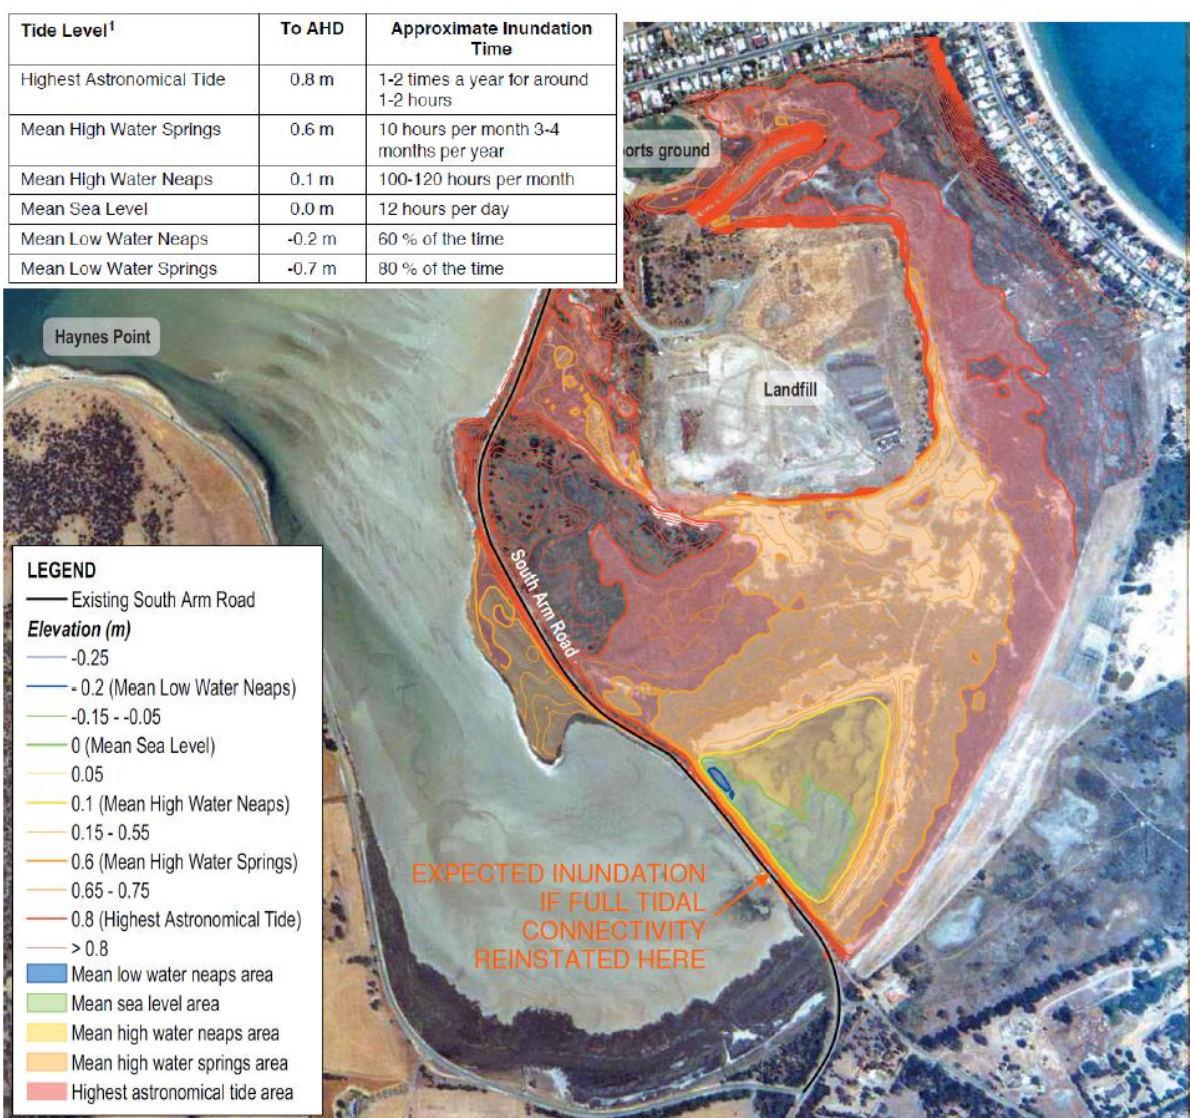 Tide Level1 To AHD Approximate Inundation
Time
Highest Astronomical Tide 0.8 m 1-2 times a year for around
1-2 hours
Mean High Water Springs 0.6 m 10 hours per month 3-4
months per year
Mean High Water Neaps 0.1 m 100-120 hours per month
Mean Sea Level 0.0 m 12 hours per day
Mean Low Water Neaps -0.2 m 60 % of the time
Mean Low Water Springs -0.7 m 80 % of the time
ports ground
Haynes Point
Landfill
South Arm Road
LEGEND
Existing South Arm Road
Elevation (m)
-0.25
- 0.2 (Mean Low Water Neaps)
-0.15 - -0.05
0 (Mean Sea Level)
0.05
0.1 (Mean High Water Neaps)
0.15 - 0.55
0.6 (Mean High Water Springs)
0.65 - 0.75
0.8 (Highest Astronomical Tide)
> 0.8
Mean low water neaps area
Mean sea level area
Mean high water neaps area
Mean high water springs area
Highest astronomical tide area
EXPECTED INUNDATION
IF FULL TIDAL
CONNECTIVITY
REINSTATED HERE